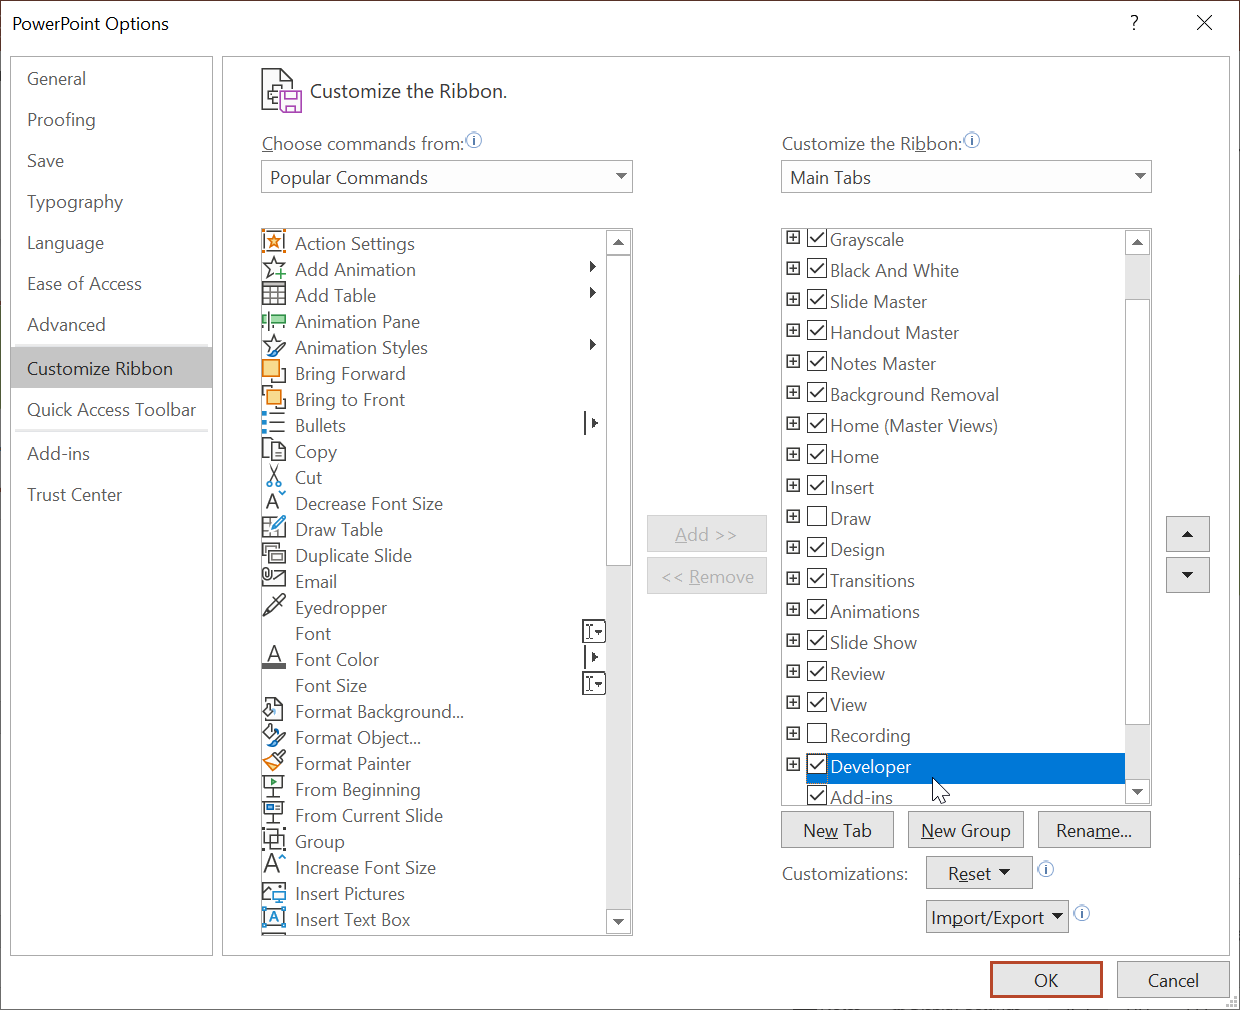 PowerPoint Options
?
General
Proofing
Save
Typography
Language
Ease of Access
Advanced
Customize Ribbon
Quick Access Toolbar
Add-ins
Trust Center
Customize the Ribbon.
Choose commands from:
Popular Commands
Action Settings
Add Animation
Add Table
Animation Pane
Animation Styles
Bring Forward
Bring to Front
Bullets
Copy
Cut
Decrease Font Size
Draw Table
Duplicate Slide
Email
Eyedropper
Font
Font Color
Font Size
Format Background...
Format Object...
Format Painter
From Beginning
From Current Slide
Group
Increase Font Size
Insert Pictures
Insert Text Box
Add >>
<< Remove
Customize the Ribbon:
Main Tabs
Grayscale
Black And White
Slide Master
Handout Master
Notes Master
Background Removal
Home (Master Views)
Home
Insert
Draw
Design
Transitions
Animations
Slide Show
Review
View
Recording
Developer
Add-ins
New Tab
New Group
Rename...
Customizations:
Reset
Import/Export
OK
Cancel